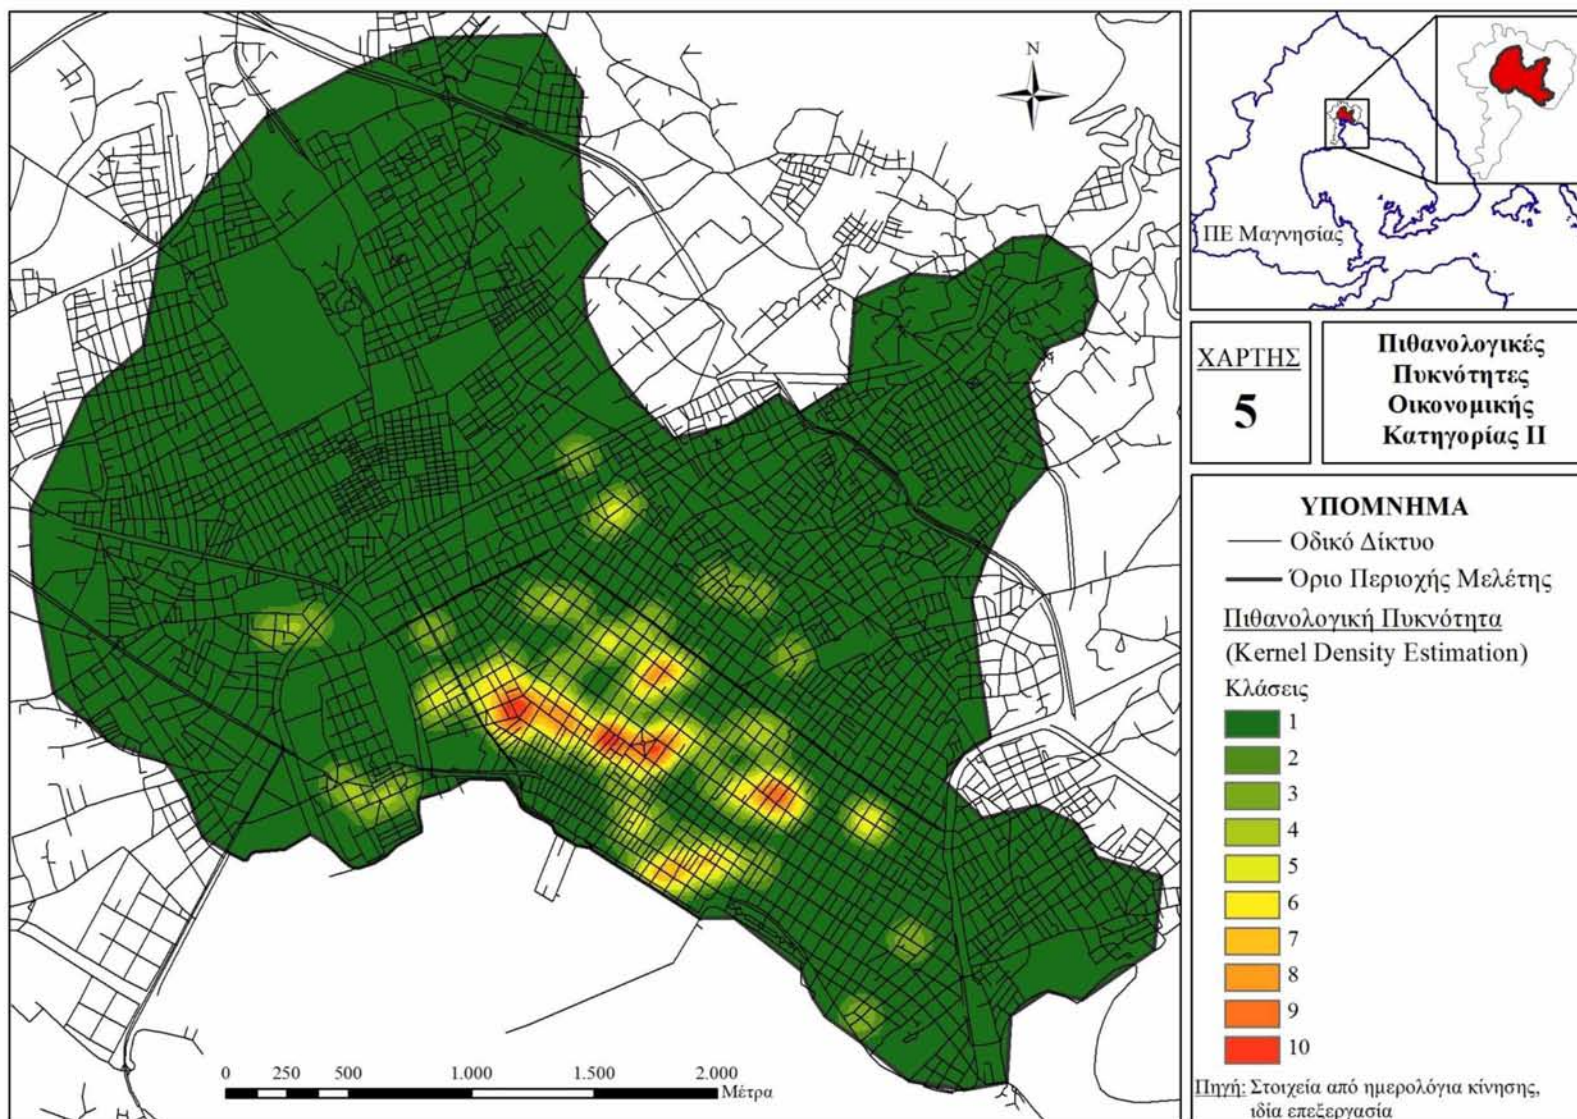 N
ΠΕ Μαγνησίας
ΧΑΡΤΗΣ
5
Πιθανολογικές
Πυκνότητες
Οικονομικής
Κατηγορίας ΙΙ
ΥΠΟΜΝΗΜΑ
Οδικό Δίκτυο
Όριο Περιοχής Μελέτης
Πιθανολογική Πυκνότητα
(Kernel Density Estimation)
Κλάσεις
1
2
3
4
5
6
7
8
9
10
0 250 500 1.000 1.500 2.000
Μέτρα
Πηγή: Στοιχεία από ημερολόγια κίνησης,
ιδία επεξεργασία